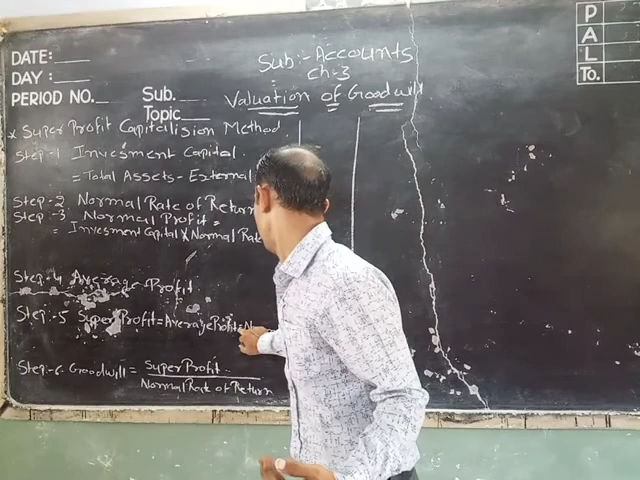 P
A
L
To.
DATE:
DAY:
PERIOD NO.
Sub.
Topic
Sub:- Accounts
Ch-3
Valuation of Goodwill
* Super Profit Capitalision Method
Step-1 Invesment Capital
= Total Assets - External
Step-2 Normal Rate of Return
Step-3 Normal Profit =
= Invesment Capital X Normal Rate
Step-4 Average Profit
Step-5 Super Profit = Average Profit - N
Step-6 Goodwill = Super Profit
Normal Rate of Return